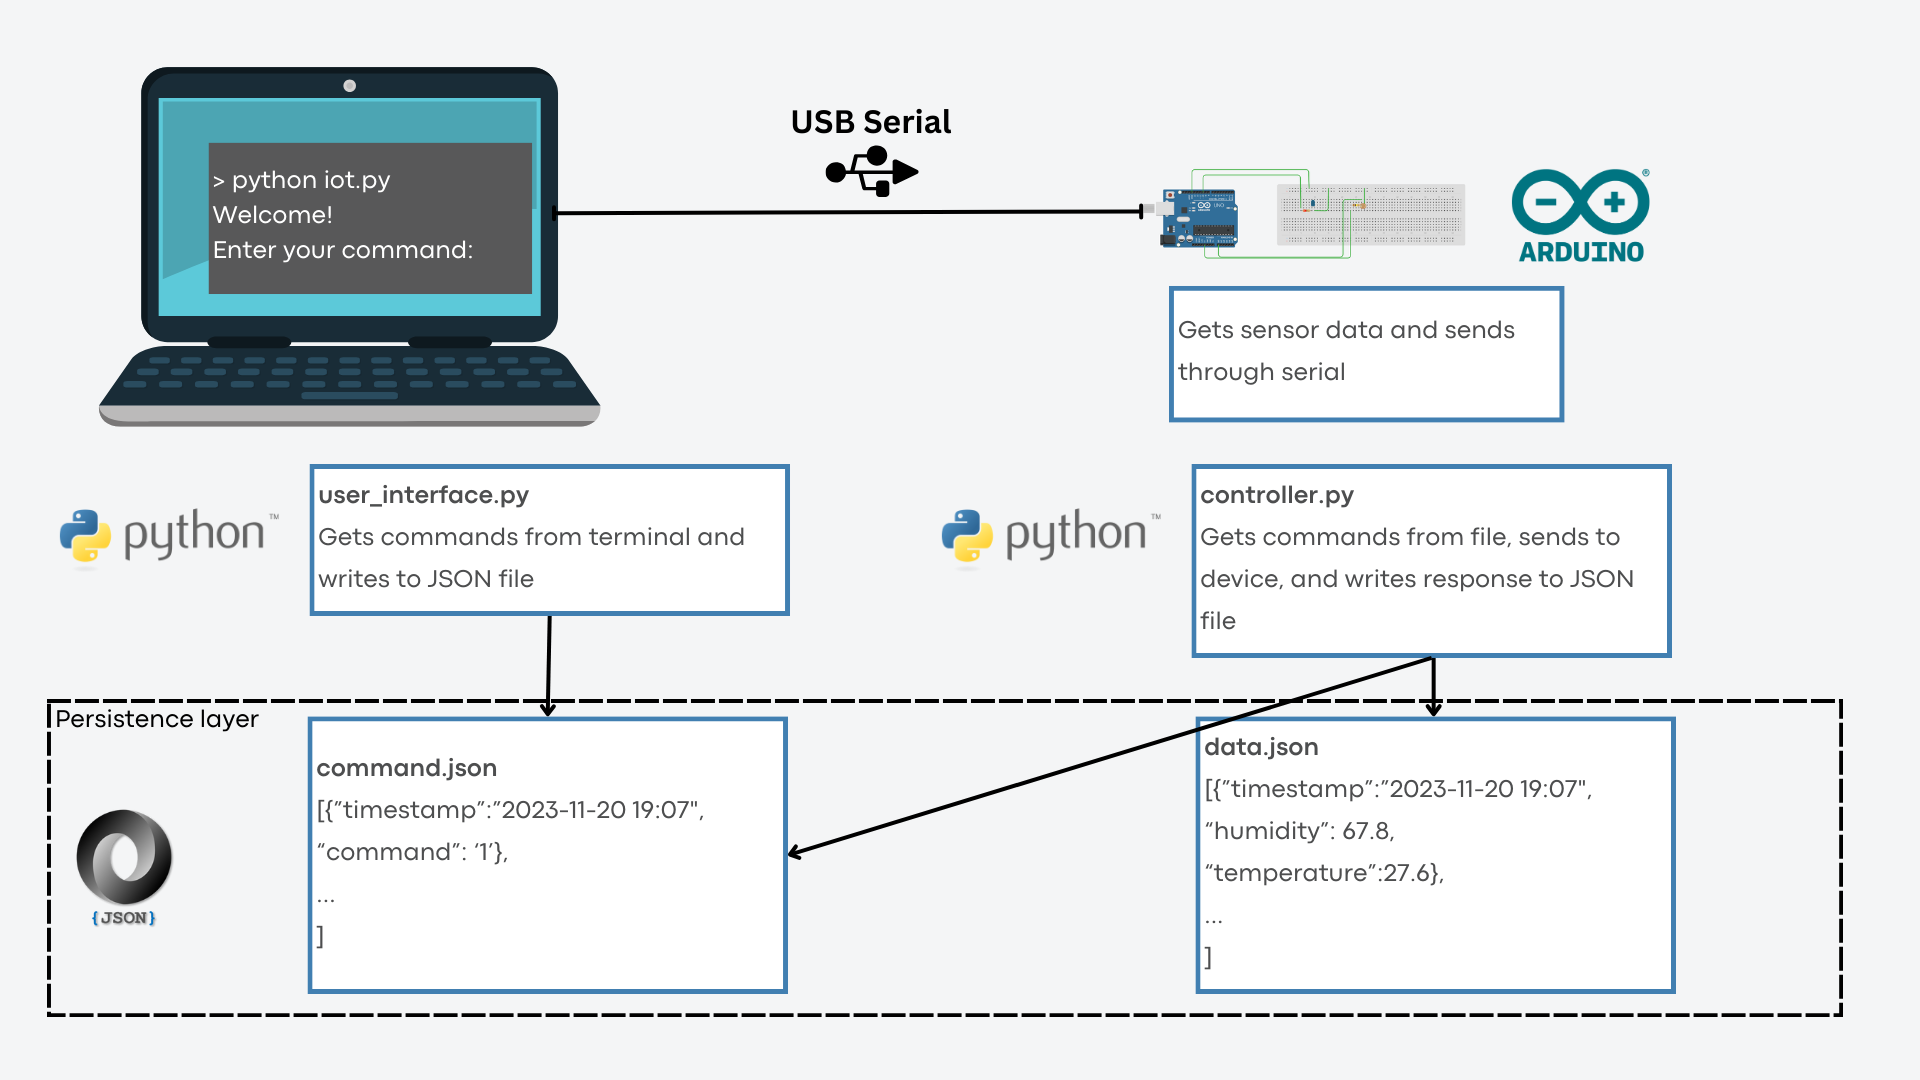 USB Serial
> python iot.py
Welcome!
Enter your command:
ARDUINO
®
Gets sensor data and sends
through serial
python™
user_interface.py
Gets commands from terminal and
writes to JSON file
python™
controller.py
Gets commands from file, sends to
device, and writes response to JSON
file
Persistence layer
command.json
[{”timestamp”:”2023-11-20 19:07",
“command”: ‘1’},
...
]
{JSON}
data.json
[{”timestamp”:”2023-11-20 19:07",
“humidity”: 67.8,
“temperature”:27.6},
...
]